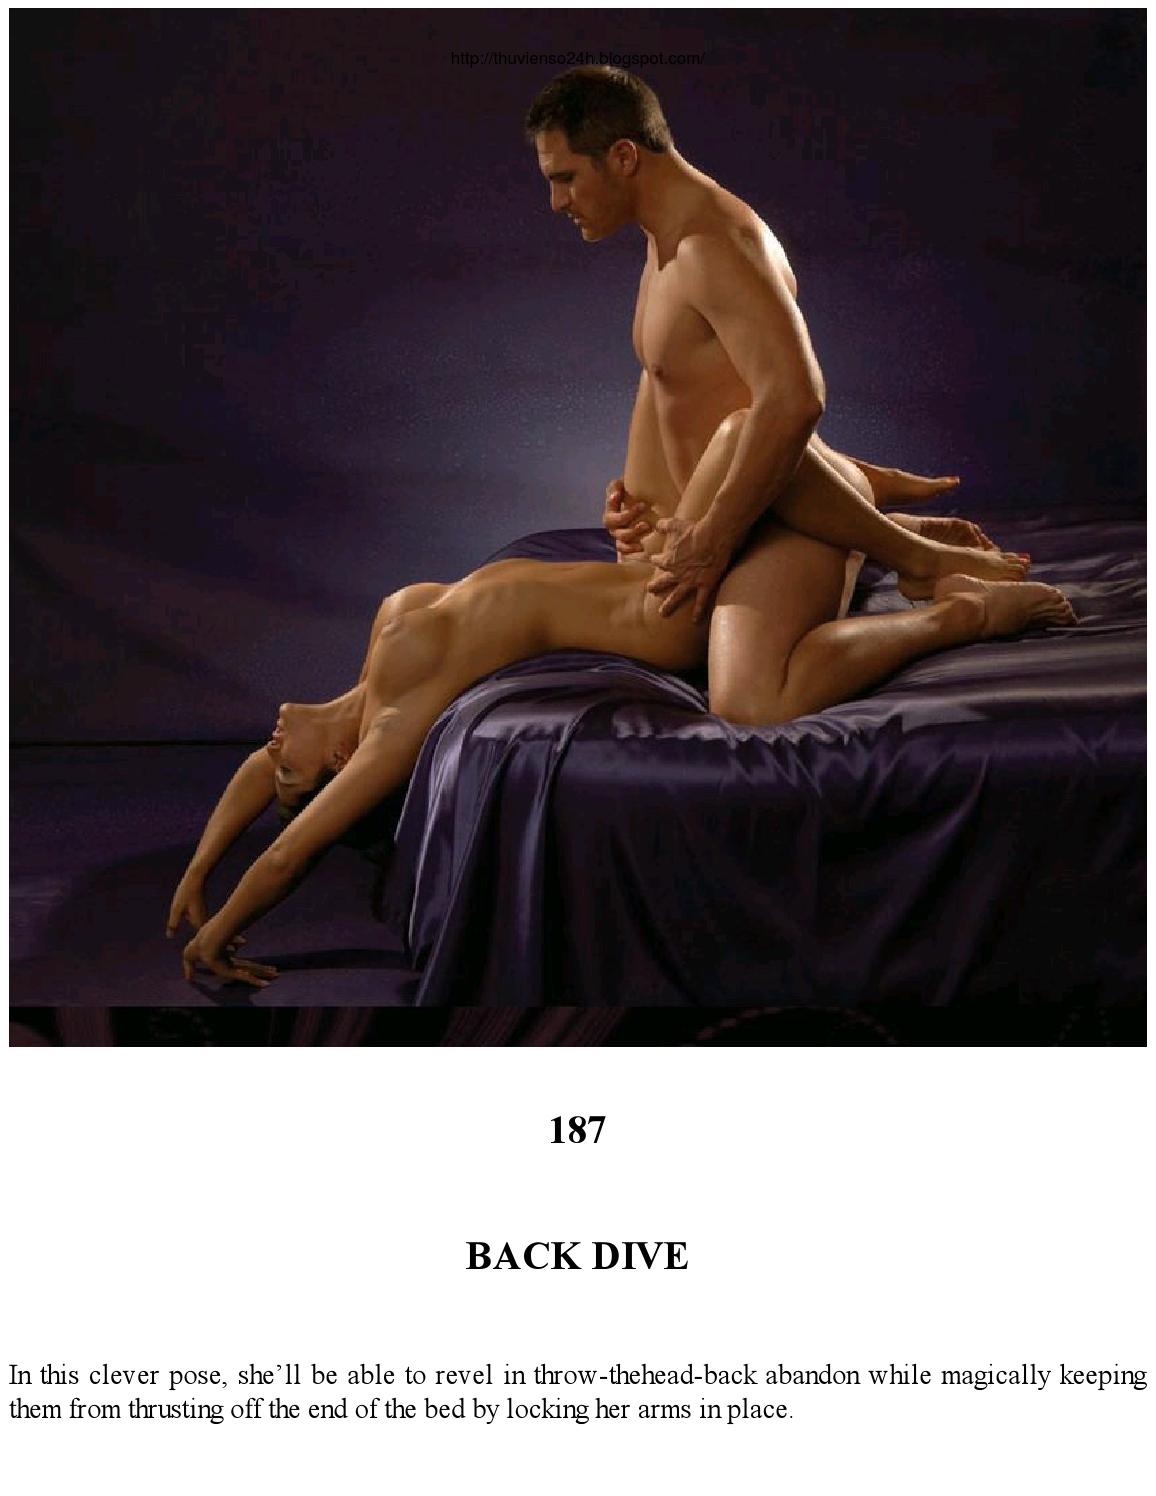 http://thuvienso24h.blogspot.com/
187
BACK DIVE
In this clever pose, she’ll be able to revel in throw-thehead-back abandon while magically keeping
them from thrusting off the end of the bed by locking her arms in place.